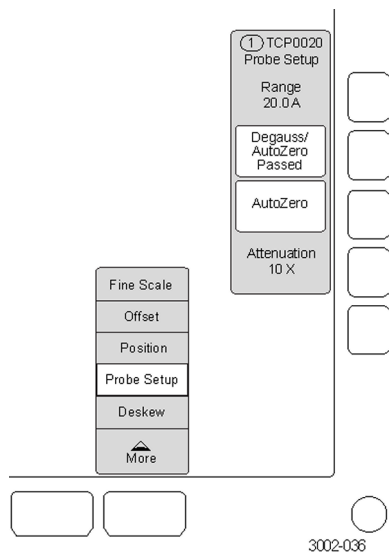 1 TCP0020
Probe Setup
Range
20.0 A
Degauss/
AutoZero
Passed
AutoZero
Attenuation
10 X
Fine Scale
Offset
Position
Probe Setup
Deskew
More
3002-036